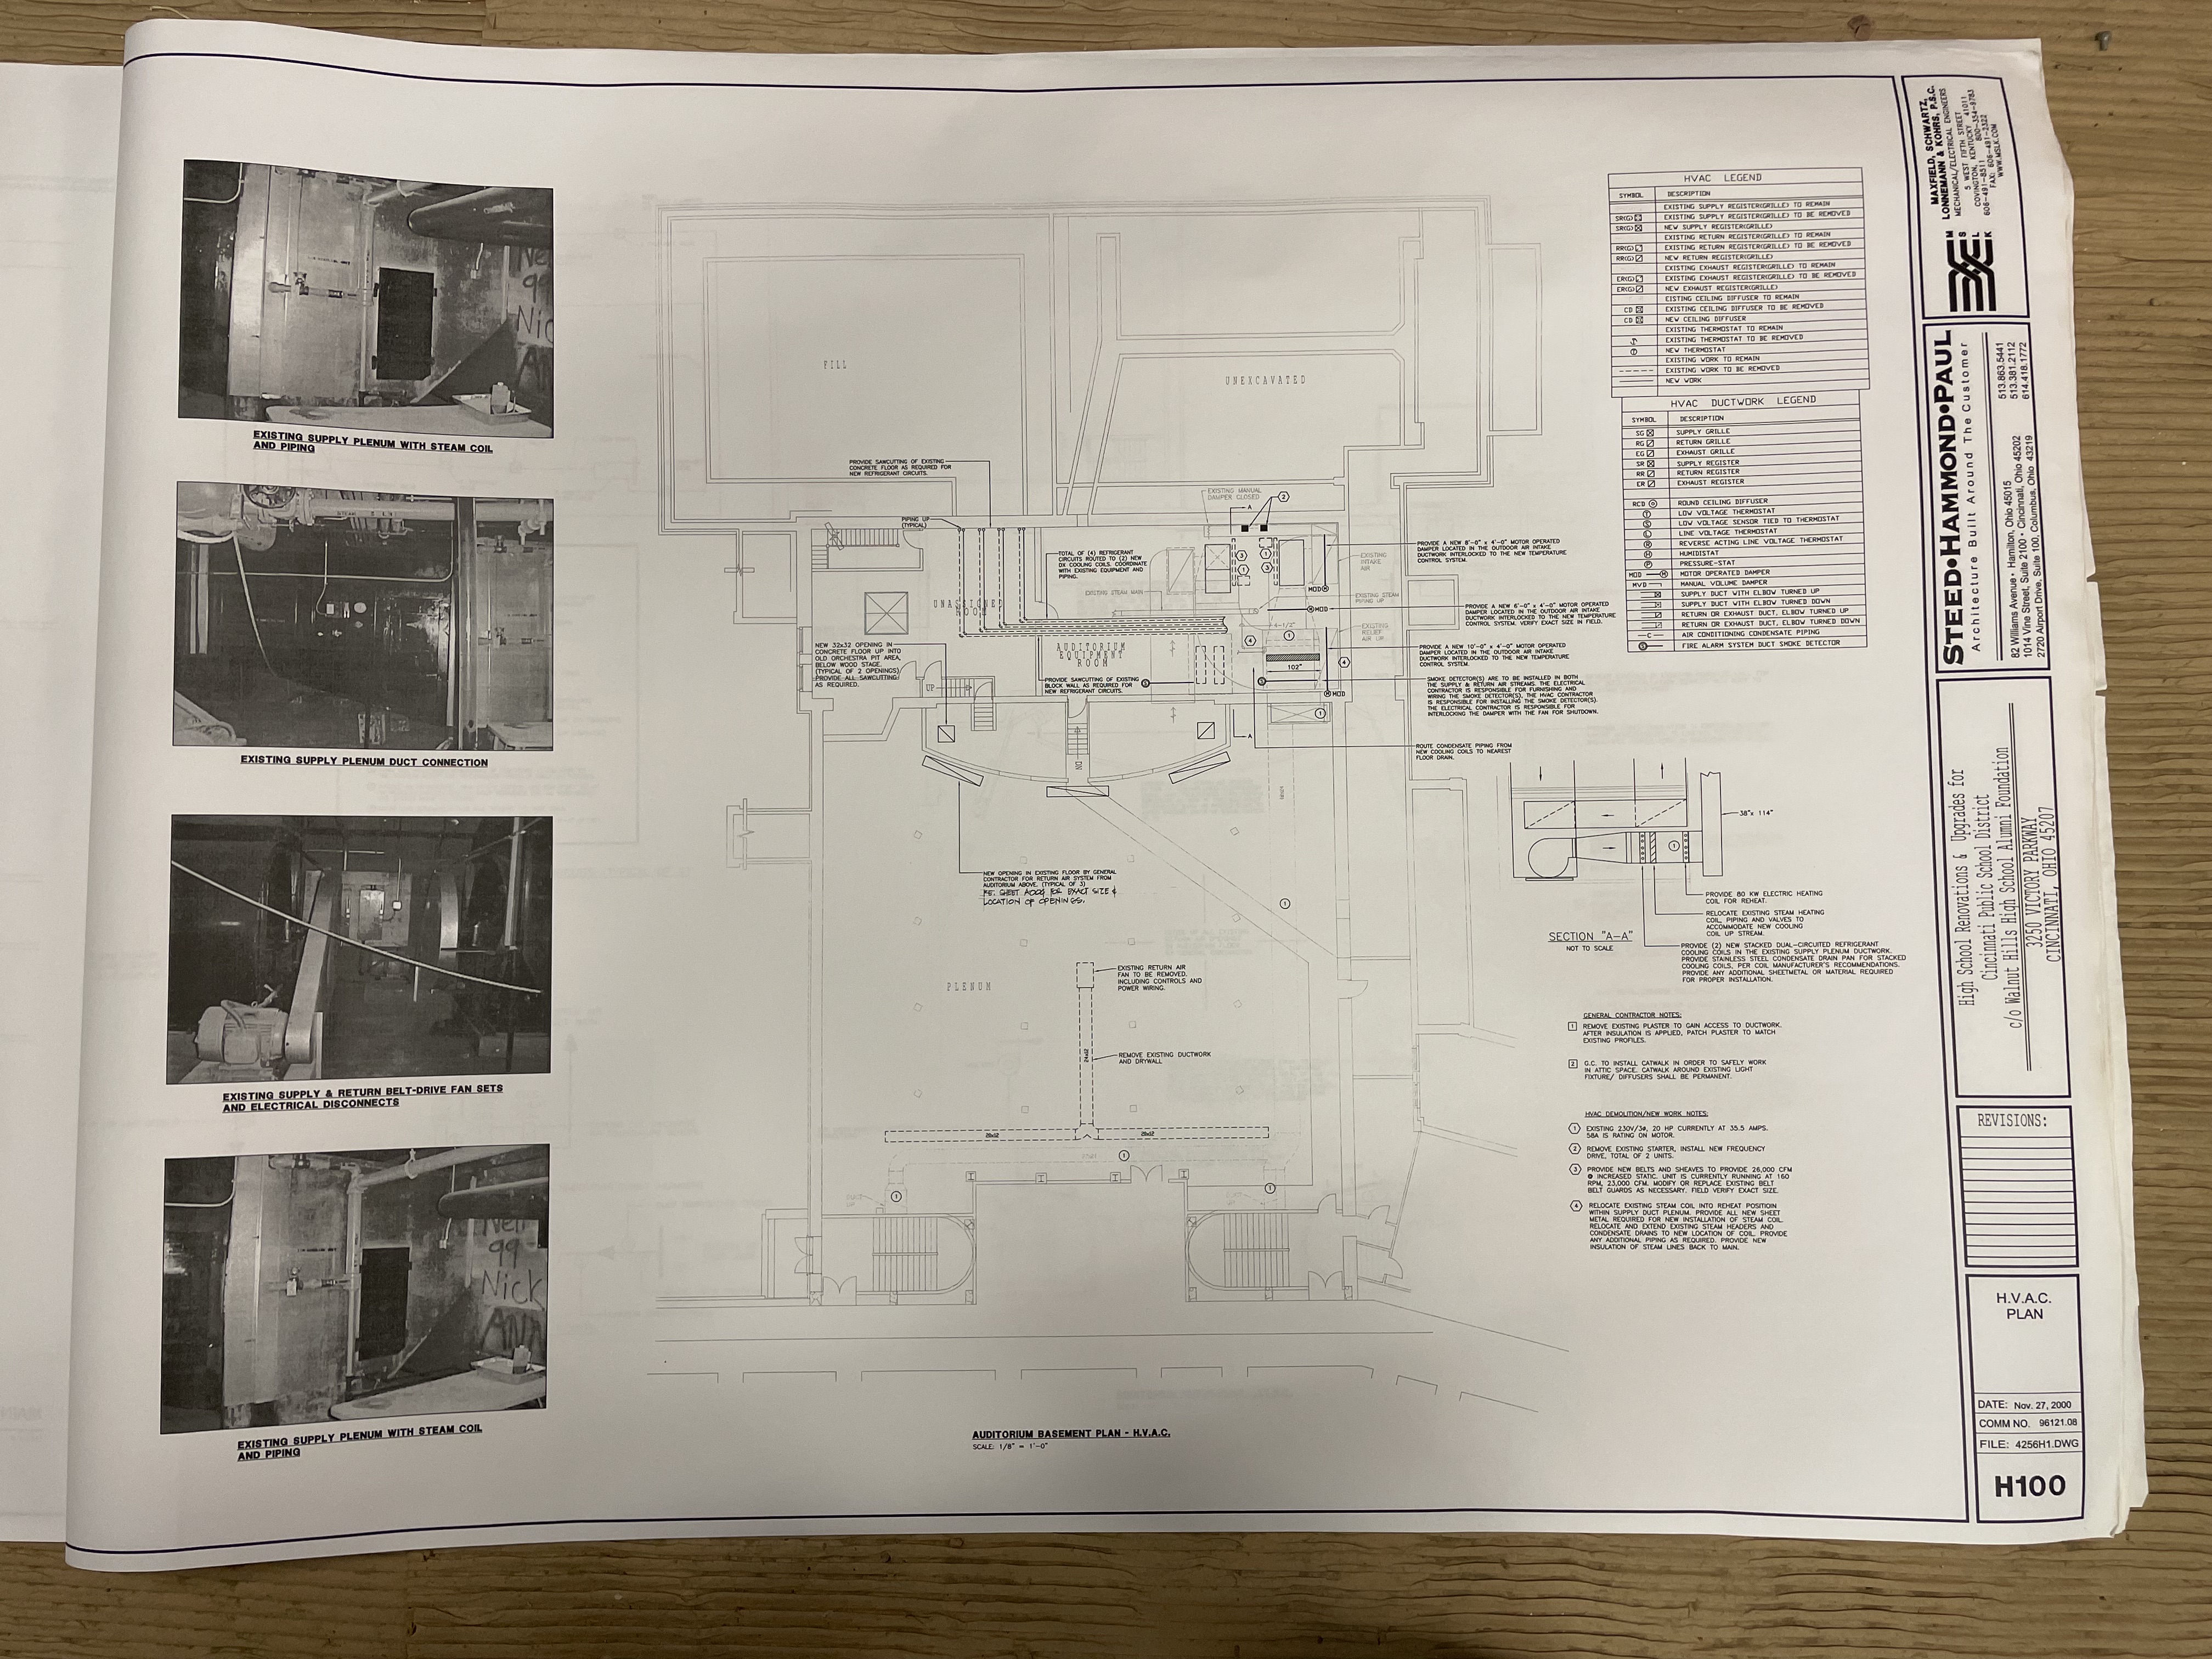 EXISTING SUPPLY PLENUM WITH STEAM COIL
AND PIPING
EXISTING SUPPLY PLENUM DUCT CONNECTION
EXISTING SUPPLY & RETURN BELT-DRIVE FAN SETS
AND ELECTRICAL DISCONNECTS
EXISTING SUPPLY PLENUM WITH STEAM COIL
AND PIPING
Nick
ANN
FILL
UNEXCAVATED
PROVIDE SAWCUTTING OF EXISTING
CONCRETE FLOOR AS REQUIRED FOR
NEW REFRIGERANT CIRCUITS.
EXISTING MANUAL
DAMPER CLOSED
2
A
PIPING UP
(TYPICAL)
TOTAL OF (4) REFRIGERANT
CIRCUITS ROUTED TO (2) NEW
DX COOLING COILS. COORDINATE
WITH EXISTING EQUIPMENT AND
PIPING.
EXISTING STEAM MAIN
UNASSIGNED
ROOM
AUDITORIUM
EQUIPMENT
ROOM
NEW 32x32 OPENING IN
CONCRETE FLOOR UP INTO
OLD ORCHESTRA PIT AREA,
BELOW WOOD STAGE.
(TYPICAL OF 2 OPENINGS)
PROVIDE ALL SAWCUTTING
AS REQUIRED.
UP
PROVIDE SAWCUTTING OF EXISTING
BLOCK WALL AS REQUIRED FOR
NEW REFRIGERANT CIRCUITS.
EXISTING
INTAKE
AIR
MOD
EXISTING STEAM
PIPING UP
MOD
EXISTING
RELIEF
AIR UP
102"
MOD
A
DN
PROVIDE A NEW 8'-0" x 4'-0" MOTOR OPERATED
DAMPER LOCATED IN THE OUTDOOR AIR INTAKE
DUCTWORK INTERLOCKED TO THE NEW TEMPERATURE
CONTROL SYSTEM.
PROVIDE A NEW 6'-0" x 4'-0" MOTOR OPERATED
DAMPER LOCATED IN THE OUTDOOR AIR INTAKE
DUCTWORK INTERLOCKED TO THE NEW TEMPERATURE
CONTROL SYSTEM. VERIFY EXACT SIZE IN FIELD.
PROVIDE A NEW 10'-0" x 4'-0" MOTOR OPERATED
DAMPER LOCATED IN THE OUTDOOR AIR INTAKE
DUCTWORK INTERLOCKED TO THE NEW TEMPERATURE
CONTROL SYSTEM.
SMOKE DETECTOR(S) ARE TO BE INSTALLED IN BOTH
THE SUPPLY & RETURN AIR STREAMS. THE ELECTRICAL
CONTRACTOR IS RESPONSIBLE FOR FURNISHING AND
WIRING THE SMOKE DETECTOR(S). THE HVAC CONTRACTOR
IS RESPONSIBLE FOR INSTALLING THE SMOKE DETECTOR(S).
THE ELECTRICAL CONTRACTOR IS RESPONSIBLE FOR
INTERLOCKING THE DAMPER WITH THE FAN FOR SHUTDOWN.
ROUTE CONDENSATE PIPING FROM
NEW COOLING COILS TO NEAREST
FLOOR DRAIN.
NEW OPENING IN EXISTING FLOOR BY GENERAL
CONTRACTOR FOR RETURN AIR SYSTEM FROM
AUDITORIUM ABOVE. (TYPICAL OF 3)
RE. SHEET A004 FOR EXACT SIZE &
LOCATION OF OPENINGS.
PLENUM
EXISTING RETURN AIR
FAN TO BE REMOVED.
INCLUDING CONTROLS AND
POWER WIRING.
24x12
REMOVE EXISTING DUCTWORK
AND DRYWALL
20x12
20x12
AUDITORIUM BASEMENT PLAN - H.V.A.C.
SCALE: 1/8" = 1'-0"
HVAC LEGEND
SYMBOL DESCRIPTION
EXISTING SUPPLY REGISTER(GRILLE) TO REMAIN
SR(G) EXISTING SUPPLY REGISTER(GRILLE) TO BE REMOVED
SR(G) NEW SUPPLY REGISTER(GRILLE)
EXISTING RETURN REGISTER(GRILLE) TO REMAIN
RR(G) EXISTING RETURN REGISTER(GRILLE) TO BE REMOVED
RR(G) NEW RETURN REGISTER(GRILLE)
EXISTING EXHAUST REGISTER(GRILLE) TO REMAIN
ER(G) EXISTING EXHAUST REGISTER(GRILLE) TO BE REMOVED
ER(G) NEW EXHAUST REGISTER(GRILLE)
EISTING CEILING DIFFUSER TO REMAIN
CD EXISTING CEILING DIFFUSER TO BE REMOVED
CD NEW CEILING DIFFUSER
EXISTING THERMOSTAT TO REMAIN
EXISTING THERMOSTAT TO BE REMOVED
NEW THERMOSTAT
EXISTING WORK TO REMAIN
EXISTING WORK TO BE REMOVED
NEW WORK
HVAC DUCTWORK LEGEND
SYMBOL DESCRIPTION
SG SUPPLY GRILLE
RG RETURN GRILLE
EG EXHAUST GRILLE
SR SUPPLY REGISTER
RR RETURN REGISTER
ER EXHAUST REGISTER
RCD ROUND CEILING DIFFUSER
T LOW VOLTAGE THERMOSTAT
S LOW VOLTAGE SENSOR TIED TO THERMOSTAT
L LINE VOLTAGE THERMOSTAT
R REVERSE ACTING LINE VOLTAGE THERMOSTAT
H HUMIDISTAT
P PRESSURE-STAT
MOD M MOTOR OPERATED DAMPER
MVD MANUAL VOLUME DAMPER
SUPPLY DUCT WITH ELBOW TURNED UP
SUPPLY DUCT WITH ELBOW TURNED DOWN
RETURN OR EXHAUST DUCT, ELBOW TURNED UP
RETURN OR EXHAUST DUCT, ELBOW TURNED DOWN
C AIR CONDITIONING CONDENSATE PIPING
S FIRE ALARM SYSTEM DUCT SMOKE DETECTOR
38"x 114"
PROVIDE 80 KW ELECTRIC HEATING
COIL FOR REHEAT.
RELOCATE EXISTING STEAM HEATING
COIL, PIPING AND VALVES TO
ACCOMMODATE NEW COOLING
COIL UP STREAM.
SECTION "A-A"
NOT TO SCALE
PROVIDE (2) NEW STACKED DUAL-CIRCUITED REFRIGERANT
COOLING COILS IN THE EXISTING SUPPLY PLENUM DUCTWORK.
PROVIDE STAINLESS STEEL CONDENSATE DRAIN PAN FOR STACKED
COOLING COILS, PER COIL MANUFACTURER'S RECOMMENDATIONS.
PROVIDE ANY ADDITIONAL SHEETMETAL OR MATERIAL REQUIRED
FOR PROPER INSTALLATION.
GENERAL CONTRACTOR NOTES:
1 REMOVE EXISTING PLASTER TO GAIN ACCESS TO DUCTWORK.
AFTER INSULATION IS APPLIED, PATCH PLASTER TO MATCH
EXISTING PROFILES.
2 G.C. TO INSTALL CATWALK IN ORDER TO SAFELY WORK
IN ATTIC SPACE. CATWALK AROUND EXISTING LIGHT
FIXTURE/ DIFFUSERS SHALL BE PERMANENT.
HVAC DEMOLITION/NEW WORK NOTES:
1 EXISTING 230V/3ø, 20 HP CURRENTLY AT 35.5 AMPS.
58A IS RATING ON MOTOR.
2 REMOVE EXISTING STARTER, INSTALL NEW FREQUENCY
DRIVE, TOTAL OF 2 UNITS.
3 PROVIDE NEW BELTS AND SHEAVES TO PROVIDE 26,000 CFM
@ INCREASED STATIC. UNIT IS CURRENTLY RUNNING AT 160
RPM, 23,000 CFM. MODIFY OR REPLACE EXISTING BELT
BELT GUARDS AS NECESSARY. FIELD VERIFY EXACT SIZE.
4 RELOCATE EXISTING STEAM COIL INTO REHEAT POSITION
WITHIN SUPPLY DUCT PLENUM. PROVIDE ALL NEW SHEET
METAL REQUIRED FOR NEW INSTALLATION OF STEAM COIL.
RELOCATE AND EXTEND EXISTING STEAM HEADERS AND
CONDENSATE DRAINS TO NEW LOCATION OF COIL. PROVIDE
ANY ADDITIONAL PIPING AS REQUIRED. PROVIDE NEW
INSULATION OF STEAM LINES BACK TO MAIN.
MAXFIELD, SCHWARTZ,
LONNEMANN & KOHRS, P.S.C.
MECHANICAL/ELECTRICAL ENGINEERS
5 WEST FIFTH STREET
COVINGTON, KENTUCKY 41011
606-491-8511 800-354-9783
FAX: 606-491-2322
WWW.MSLK.COM
M
S
L
K
STEED•HAMMOND•PAUL
Architecture Built Around The Customer
82 Williams Avenue • Hamilton, Ohio 45015 513.863.5441
1014 Vine Street, Suite 2100 • Cincinnati, Ohio 45202 513.381.2112
2720 Airport Drive, Suite 100, Columbus, Ohio 43219 614.418.1772
High School Renovations & Upgrades for
Cincinnati Public School District
c/o Walnut Hills High School Alumni Foundation
3250 VICTORY PARKWAY
CINCINNATI, OHIO 45207
REVISIONS:
H.V.A.C.
PLAN
DATE: Nov. 27, 2000
COMM NO. 96121.08
FILE: 4256H1.DWG
H100